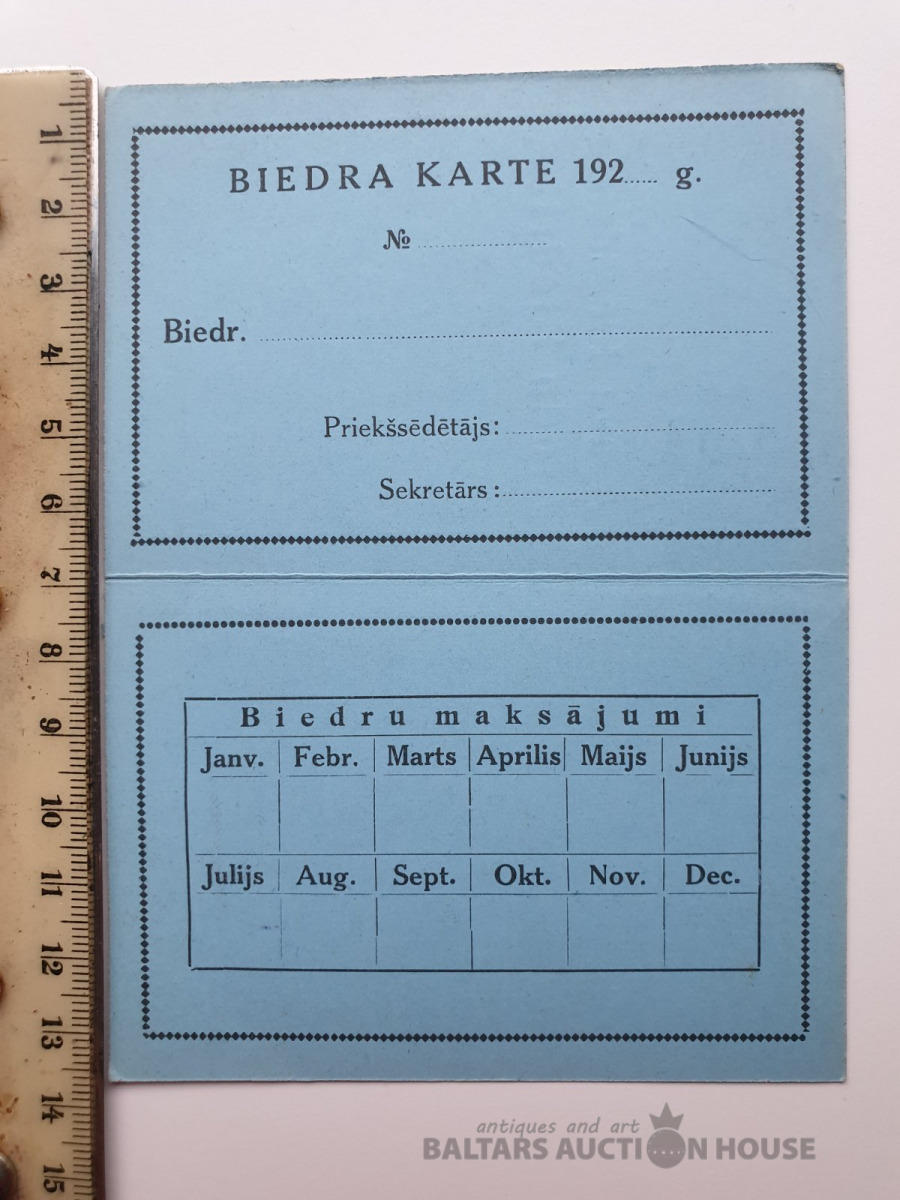 BIEDRA KARTE 192...... g.
№ ........................
Biedr. ........................
Priekšsēdētājs: ........................
Sekretārs: ........................
Biedru maksājumi
Janv. Febr. Marts Aprilis Maijs Junijs
Julijs Aug. Sept. Okt. Nov. Dec.
1
2
3
4
5
6
7
8
9
10
11
12
13
14
15
antiques and art
BALTARS AUCTION HOUSE